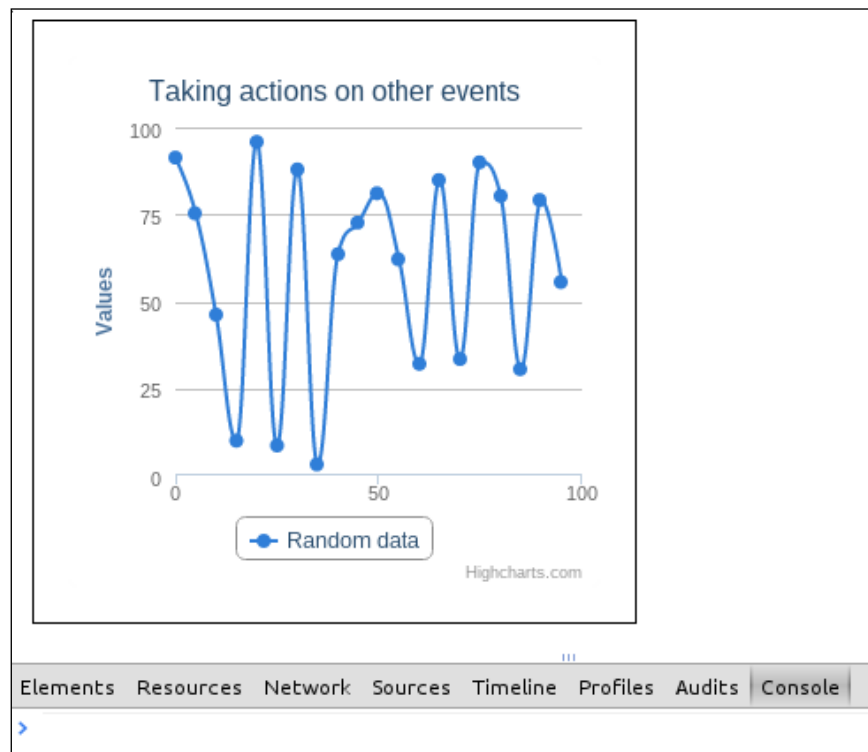 Taking actions on other events
100
75
50
25
0
Values
0 50 100
Random data
Highcharts.com
Elements Resources Network Sources Timeline Profiles Audits Console
>